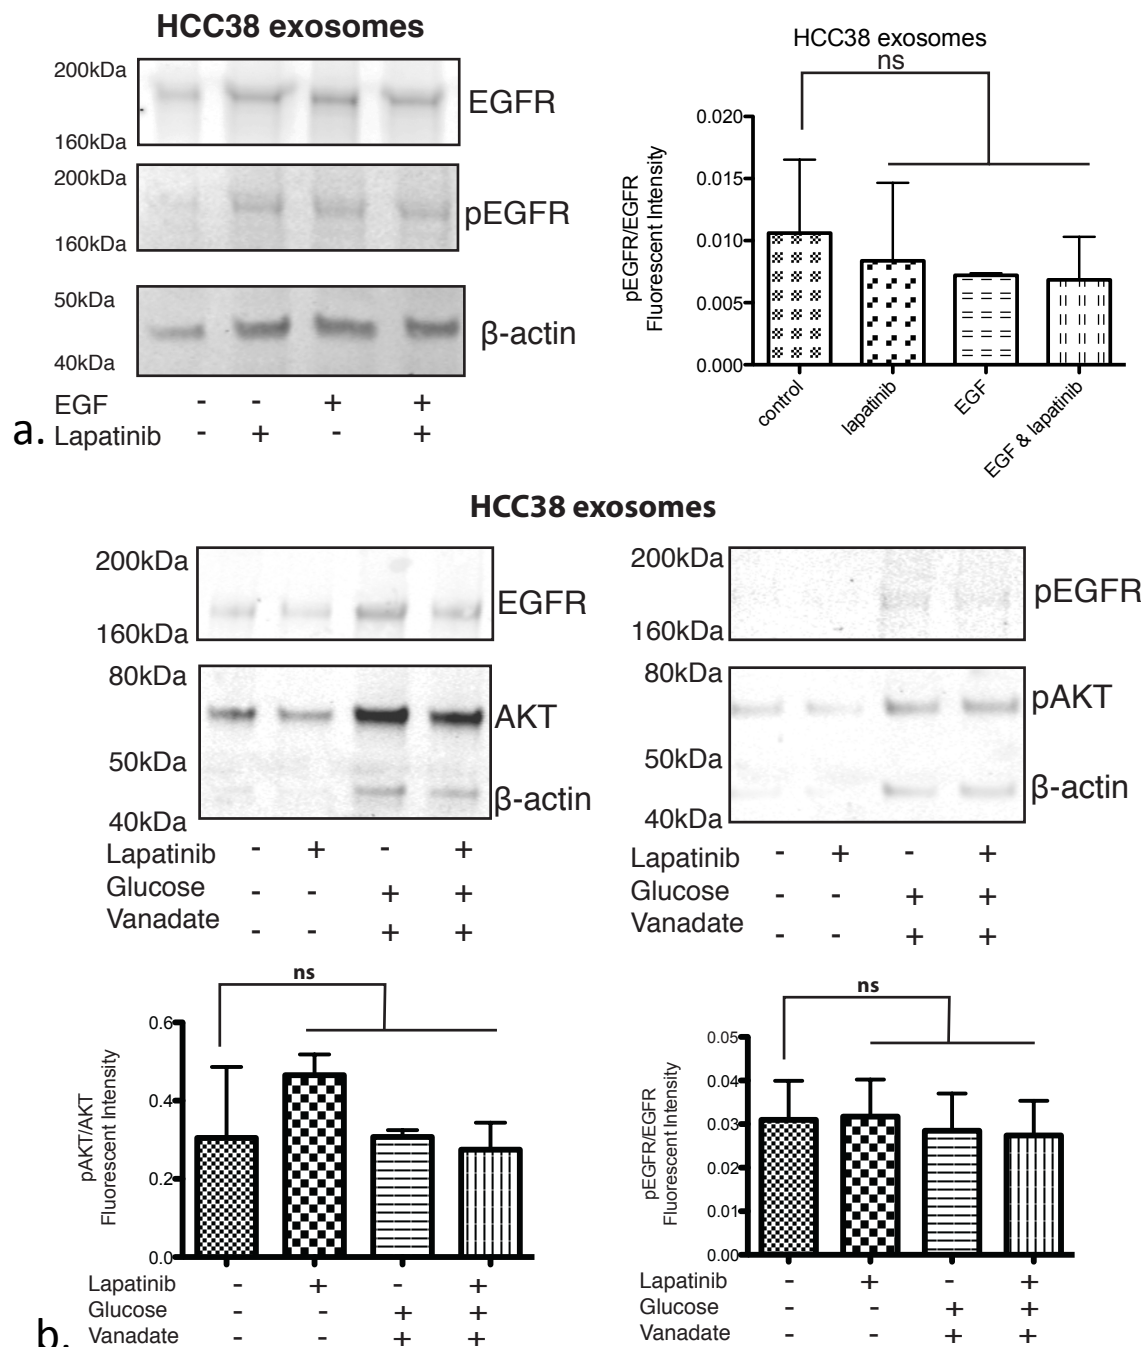 HCC38 exosomes
200kDa
EGFR
160kDa
200kDa
pEGFR
160kDa
50kDa
β-actin
40kDa
EGF - - + +
Lapatinib - + - +
a.
HCC38 exosomes
ns
pEGFR/EGFR
Fluorescent Intensity
0.020
0.015
0.010
0.005
0.000
control
lapatinib
EGF
EGF & lapatinib
HCC38 exosomes
200kDa
EGFR
160kDa
80kDa
AKT
50kDa
β-actin
40kDa
Lapatinib - + - +
Glucose - - + +
Vanadate - - + +
200kDa
pEGFR
160kDa
80kDa
pAKT
50kDa
β-actin
40kDa
Lapatinib - + - +
Glucose - - + +
Vanadate - - + +
ns
pAKT/AKT
Fluorescent Intensity
0.6
0.4
0.2
0.0
Lapatinib - + - +
Glucose - - + +
Vanadate - - + +
b.
ns
pEGFR/EGFR
Fluorescent Intensity
0.05
0.04
0.03
0.02
0.01
0.00
Lapatinib - + - +
Glucose - - + +
Vanadate - - + +